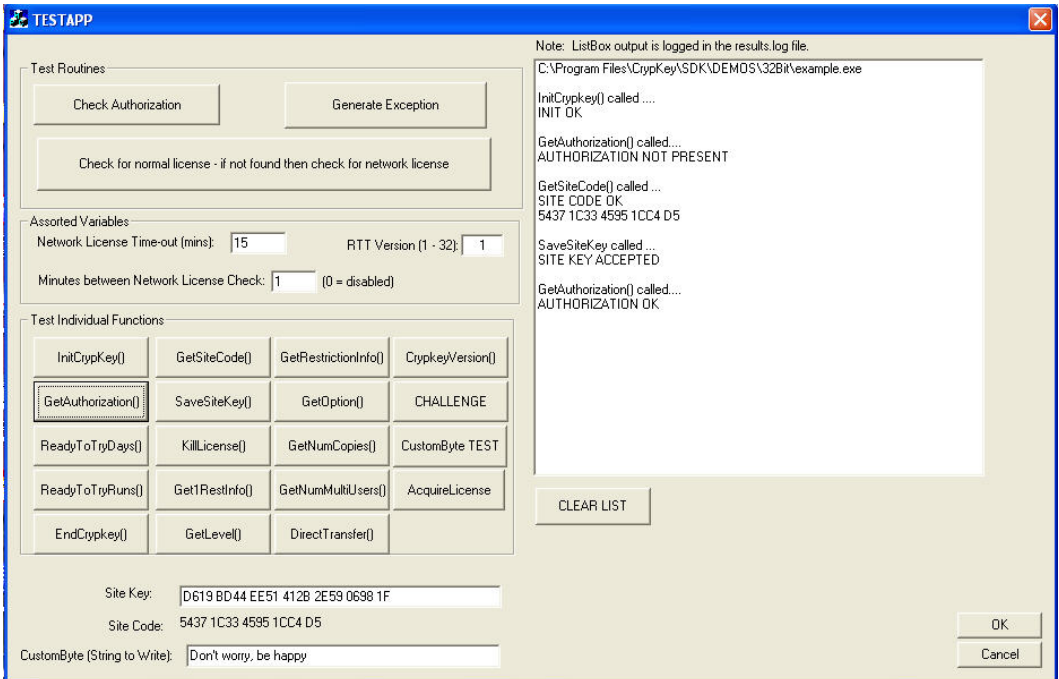 TESTAPP
Test Routines
Check Authorization
Generate Exception
Check for normal license - if not found then check for network license
Assorted Variables
Network License Time-out (mins): 15
RTT Version (1 - 32): 1
Minutes between Network License Check: 1 (0 = disabled)
Test Individual Functions
InitCrypKey() GetSiteCode() GetRestrictionInfo() CrypkeyVersion()
GetAuthorization() SaveSiteKey() GetOption() CHALLENGE
ReadyToTryDays() KillLicense() GetNumCopies() CustomByte TEST
ReadyToTryRuns() Get1RestInfo() GetNumMultiUsers() AcquireLicense
EndCrypkey() GetLevel() DirectTransfer()
Site Key: D619 BD44 EE51 412B 2E59 0698 1F
Site Code: 5437 1C33 4595 1CC4 D5
CustomByte (String to Write): Don't worry, be happy
Note: ListBox output is logged in the results.log file.
C:\Program Files\CrypKey\SDK\DEMOS\32Bit\example.exe
InitCrypkey() called ....
INIT OK
GetAuthorization() called....
AUTHORIZATION NOT PRESENT
GetSiteCode() called ...
SITE CODE OK
5437 1C33 4595 1CC4 D5
SaveSiteKey called ...
SITE KEY ACCEPTED
GetAuthorization() called....
AUTHORIZATION OK
CLEAR LIST
OK
Cancel